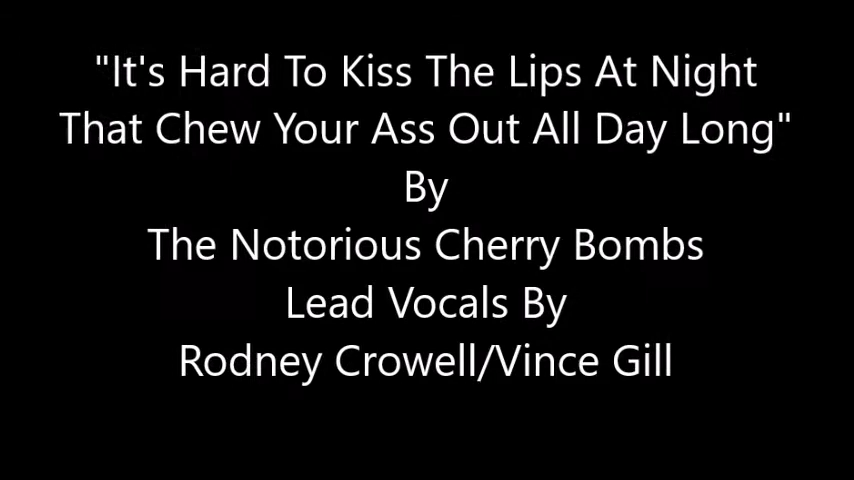 "It's Hard To Kiss The Lips At Night
That Chew Your Ass Out All Day Long"
By
The Notorious Cherry Bombs
Lead Vocals By
Rodney Crowell/Vince Gill